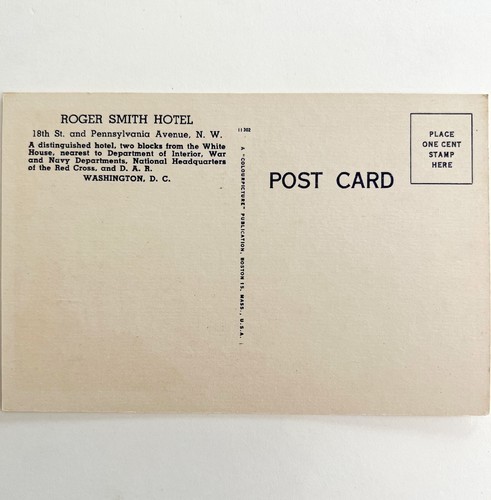 ROGER SMITH HOTEL
18th St. and Pennsylvania Avenue, N. W.
A distinguished hotel, two blocks from the White
House, nearest to Department of Interior, War
and Navy Departments, National Headquarters
of the Red Cross, and D. A. R.
WASHINGTON, D. C.
11302
A "COLOURPICTURE" PUBLICATION, BOSTON 15, MASS., U.S.A.
POST CARD
PLACE
ONE CENT
STAMP
HERE